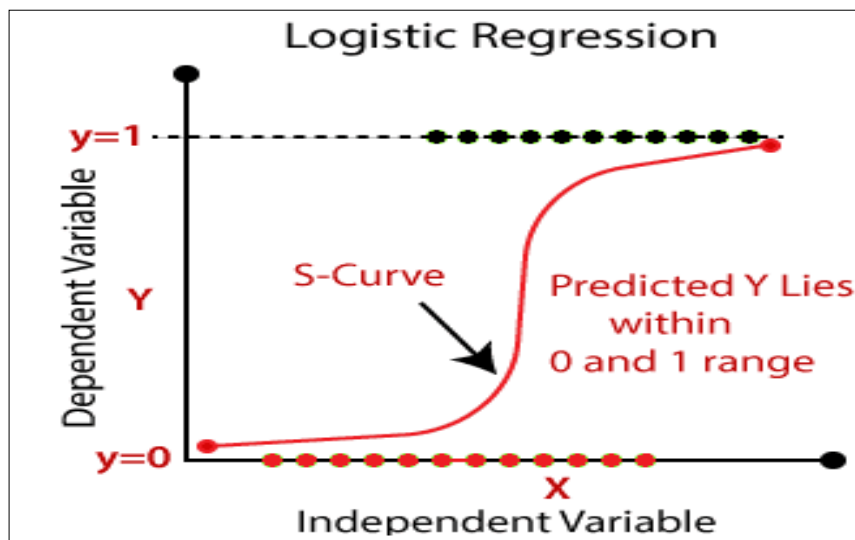 Logistic Regression
y=1
Dependent Variable
Y
S-Curve
Predicted Y Lies
within
0 and 1 range
y=0
X
Independent Variable